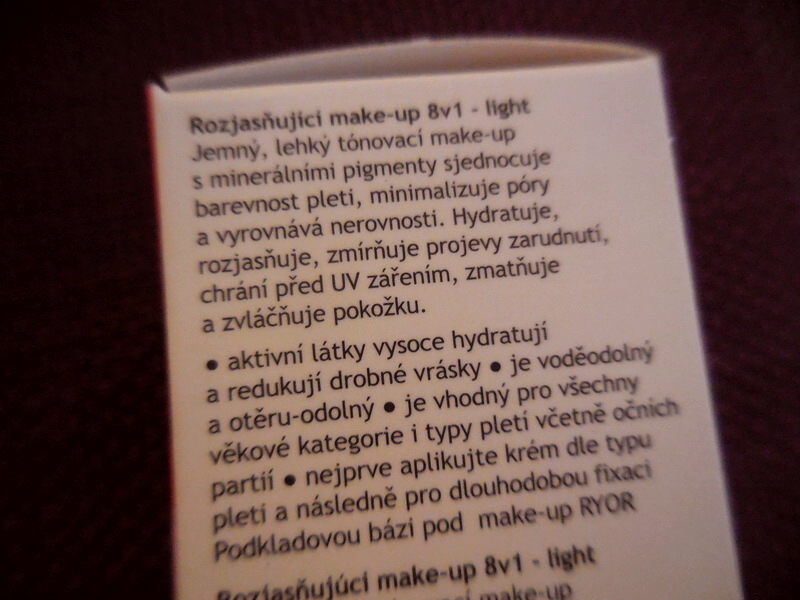 Rozjasňující make-up 8v1 - light
Jemný, lehký tónovací make-up
s minerálními pigmenty sjednocuje
barevnost pleti, minimalizuje póry
a vyrovnává nerovnosti. Hydratuje,
rozjasňuje, zmírňuje projevy zarudnutí,
chrání před UV zářením, zmatňuje
a zvláčňuje pokožku.
• aktivní látky vysoce hydratují
a redukují drobné vrásky • je voděodolný
a otěru-odolný • je vhodný pro všechny
věkové kategorie i typy pletí včetně očních
partií • nejprve aplikujte krém dle typu
pleti a následně pro dlouhodobou fixaci
Podkladovou bázi pod make-up RYOR
Rozjasňujúci make-up 8v1 - light
make-up